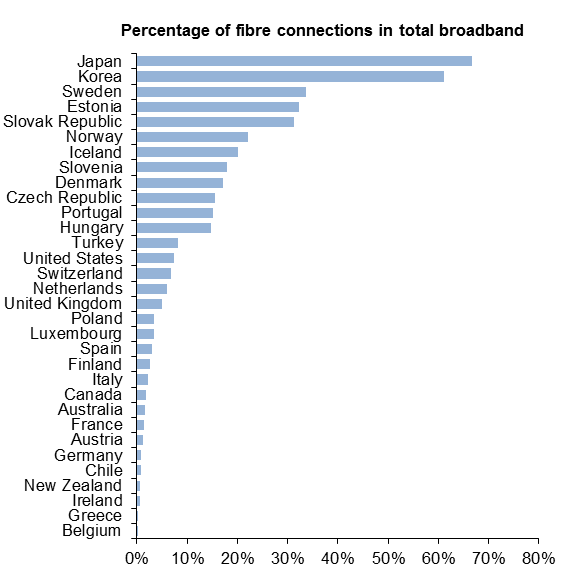 Percentage of fibre connections in total broadband
Japan
Korea
Sweden
Estonia
Slovak Republic
Norway
Iceland
Slovenia
Denmark
Czech Republic
Portugal
Hungary
Turkey
United States
Switzerland
Netherlands
United Kingdom
Poland
Luxembourg
Spain
Finland
Italy
Canada
Australia
France
Austria
Germany
Chile
New Zealand
Ireland
Greece
Belgium
0% 10% 20% 30% 40% 50% 60% 70% 80%